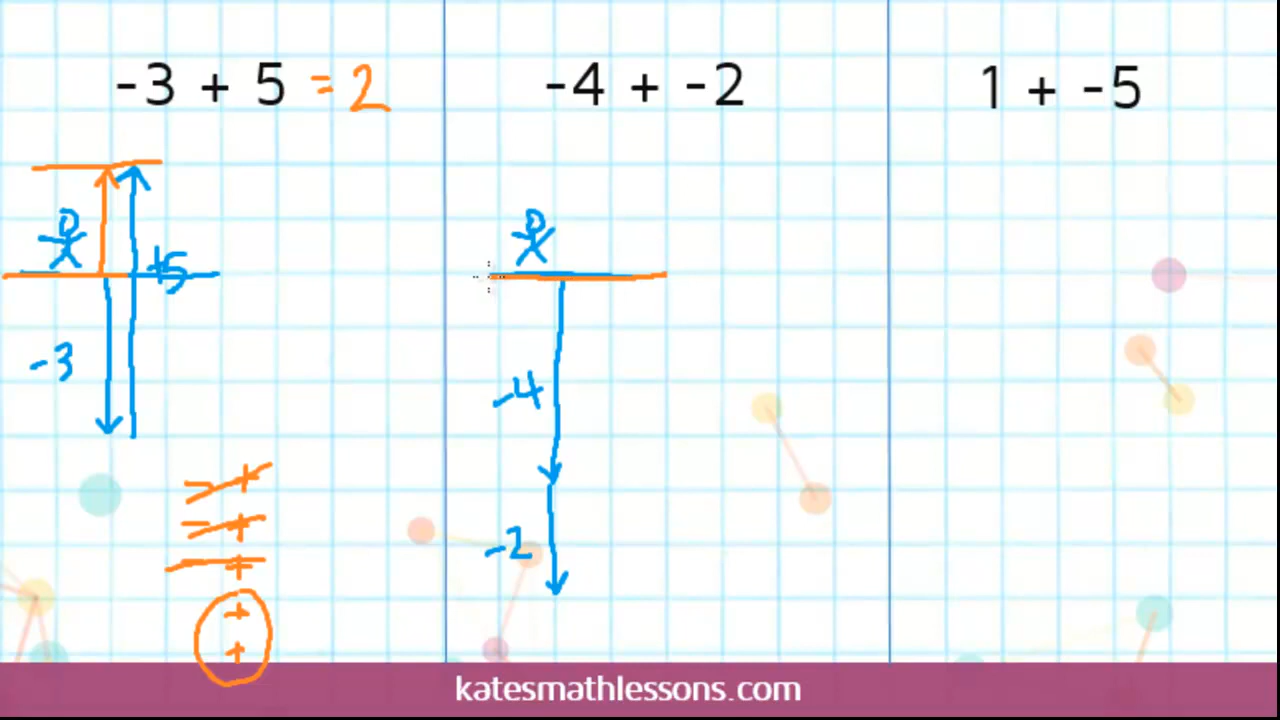 -3 + 5 = 2
+5
-3
- +
- +
- +
+
+
-4 + -2
-4
-2
1 + -5
katesmathlessons.com